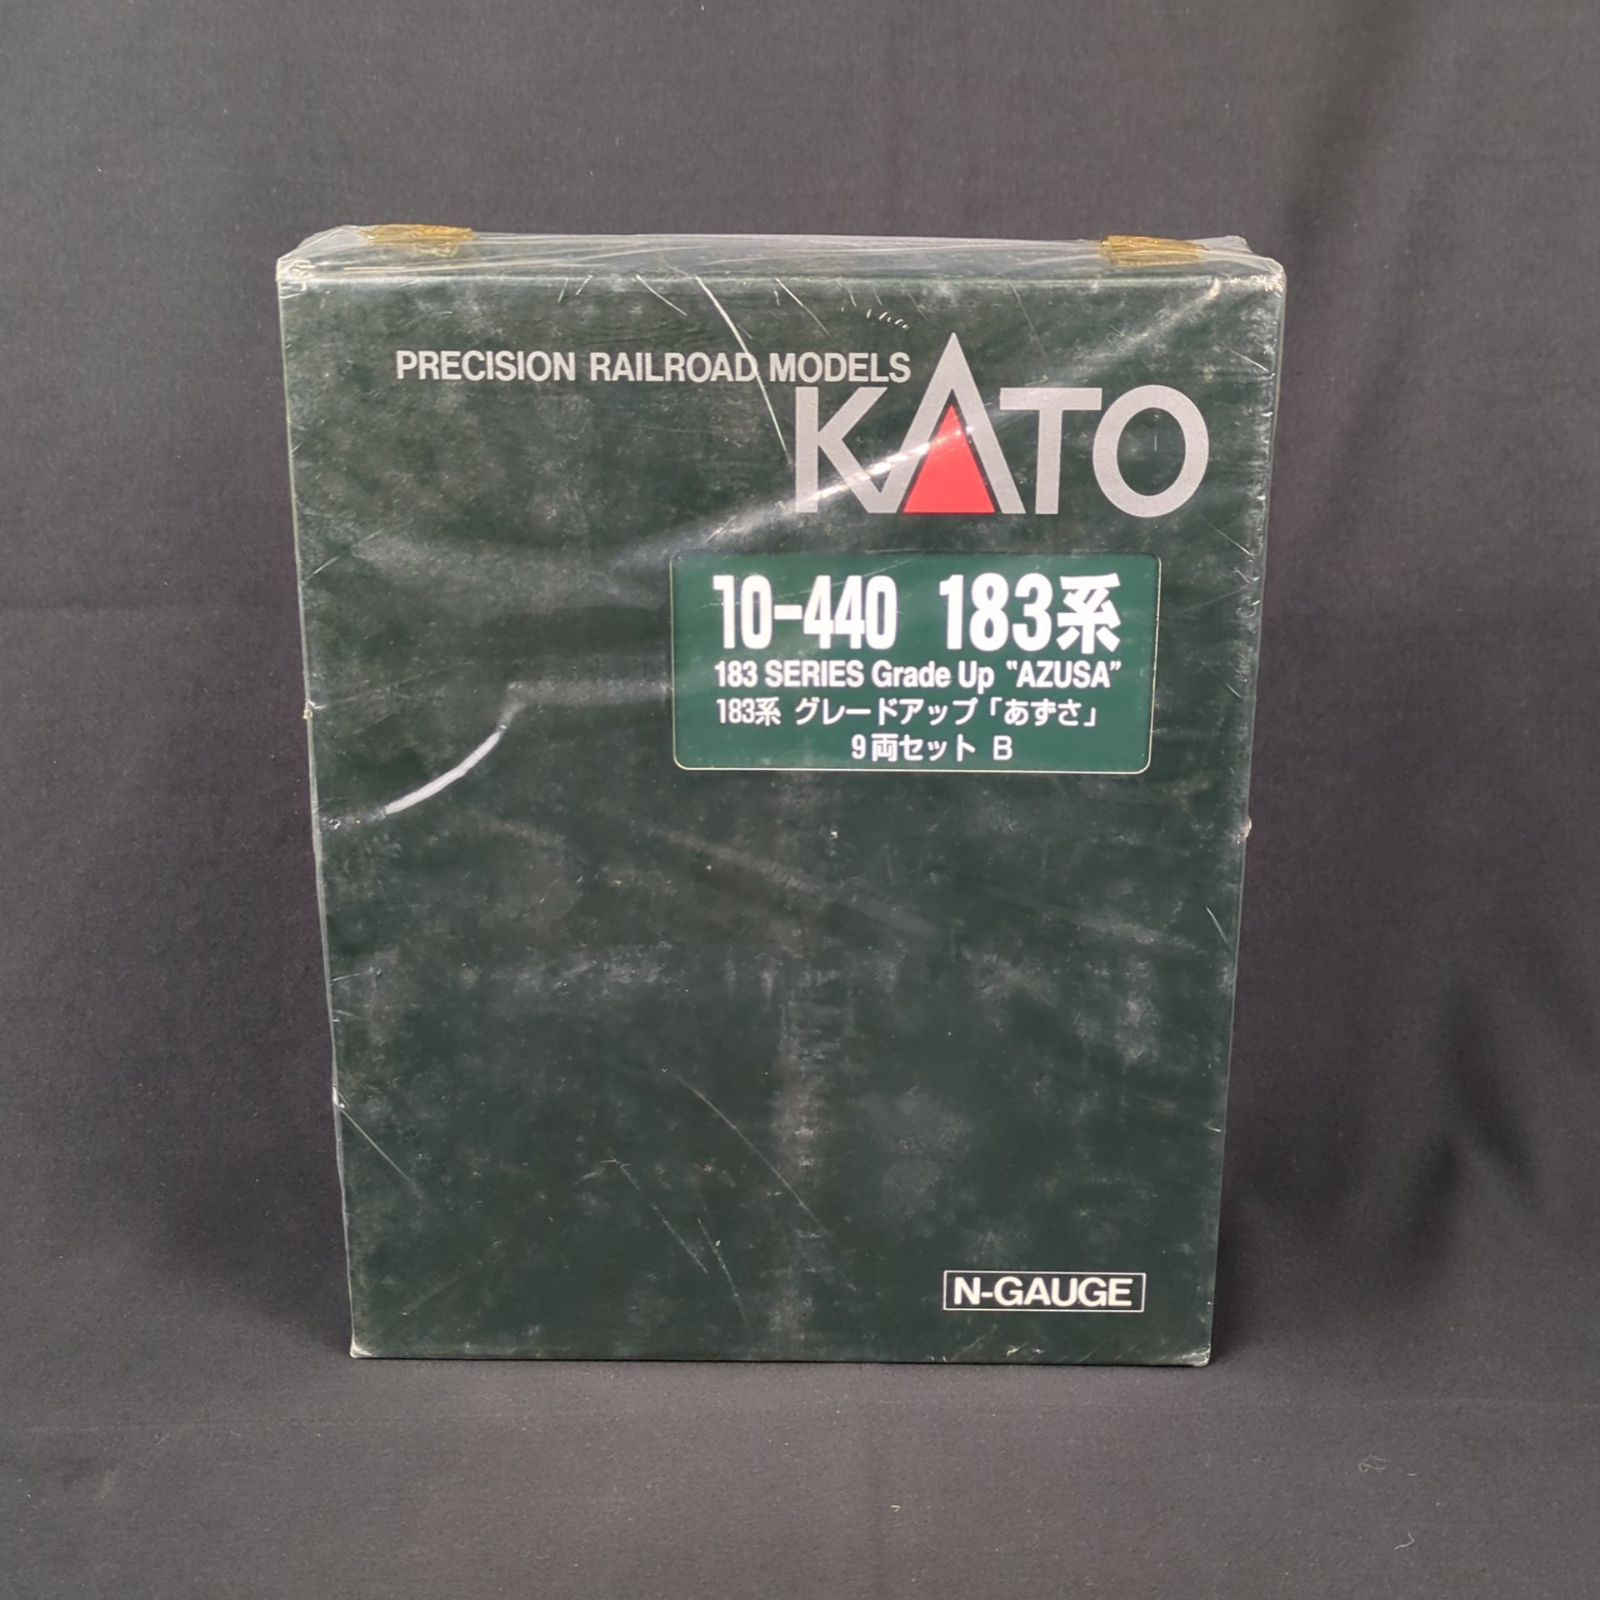 PRECISION RAILROAD MODELS
KATO
10-440 183系
183 SERIES Grade Up "AZUSA"
183系 グレードアップ「あずさ」
9両セット B
N-GAUGE